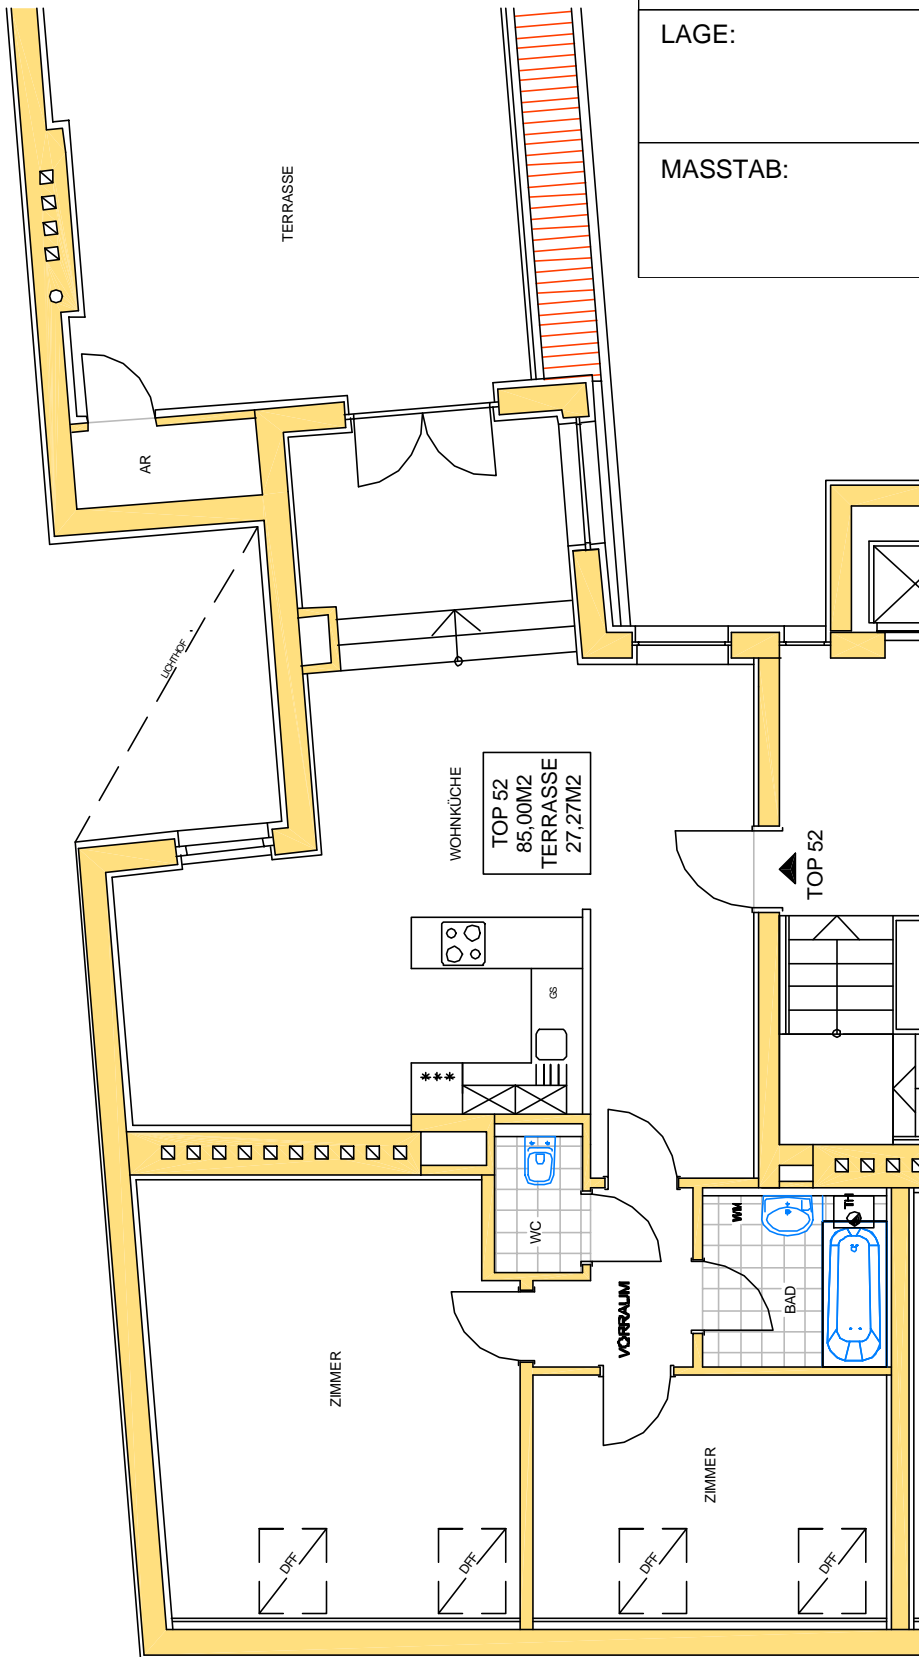 LAGE:
MASSTAB:
TERRASSE
AR
LICHTHOF
WOHNKÜCHE
TOP 52
85,00M2
TERRASSE
27,27M2
TOP 52
GS
***
WC
WM
TH
BAD
VORRAUM
ZIMMER
ZIMMER
DFF
DFF
DFF
DFF